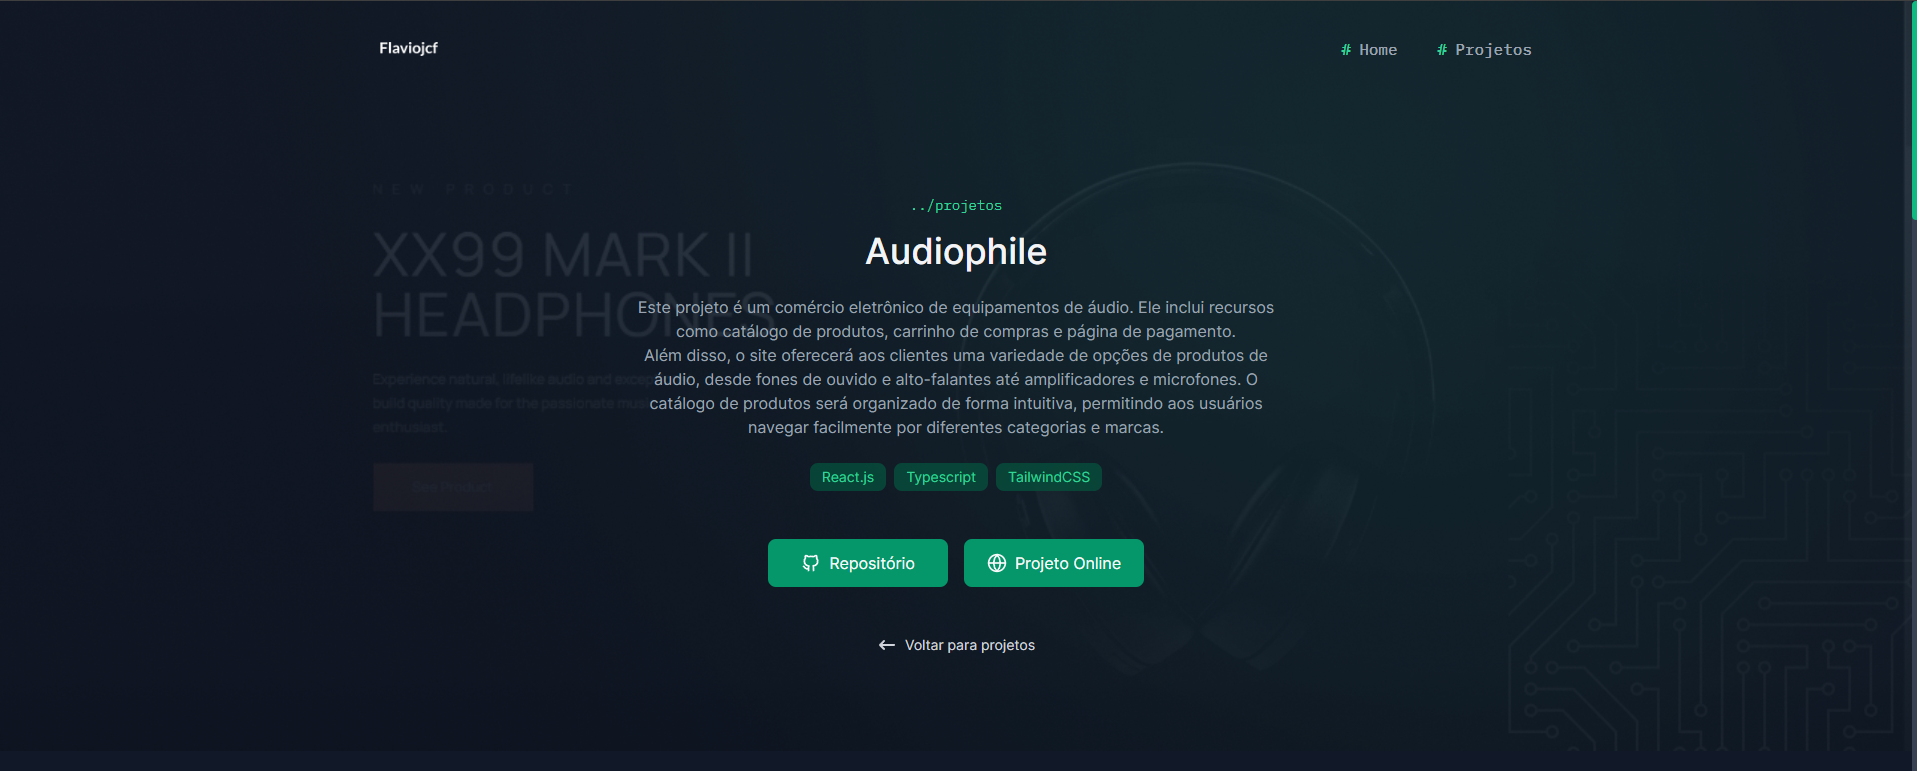 Flaviojcf
# Home
# Projetos
NEW PRODUCT
XX99 MARK II
HEADPHONES
Experience natural, lifelike audio and excep
build quality made for the passionate mus
enthusiast.
See Product
../projetos
Audiophile
Este projeto é um comércio eletrônico de equipamentos de áudio. Ele inclui recursos
como catálogo de produtos, carrinho de compras e página de pagamento.
Além disso, o site oferecerá aos clientes uma variedade de opções de produtos de
áudio, desde fones de ouvido e alto-falantes até amplificadores e microfones. O
catálogo de produtos será organizado de forma intuitiva, permitindo aos usuários
navegar facilmente por diferentes categorias e marcas.
React.js
Typescript
TailwindCSS
Repositório
Projeto Online
← Voltar para projetos